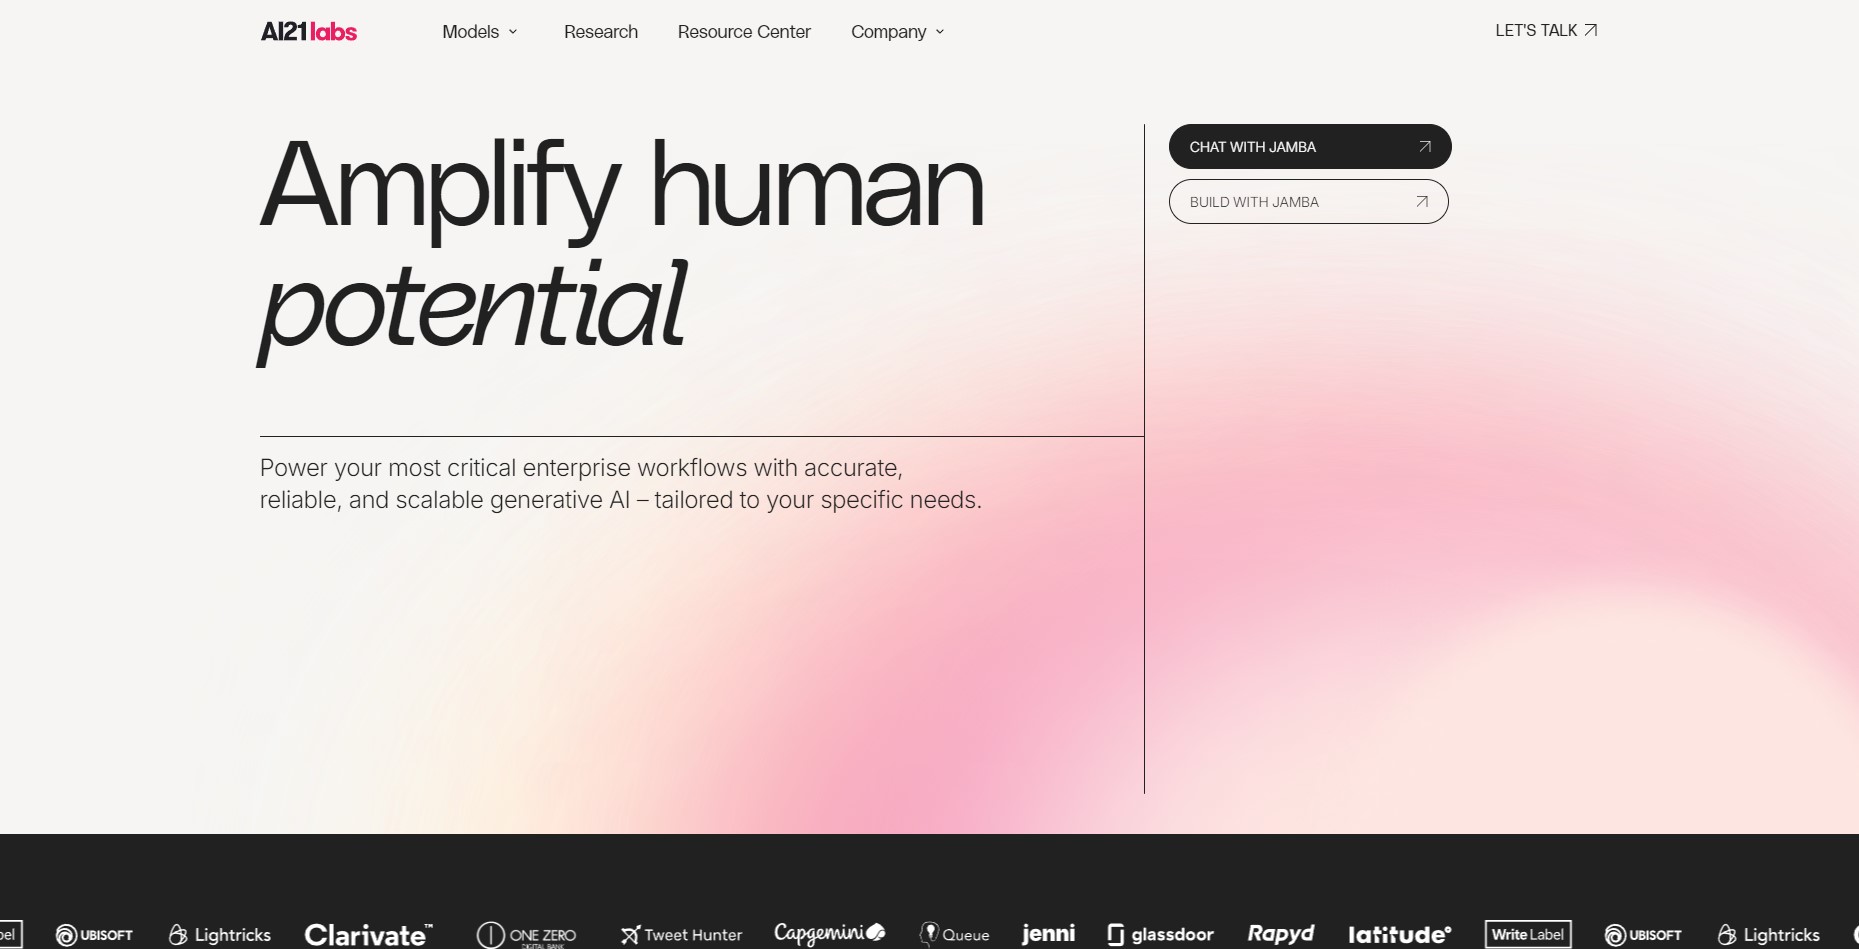 AI21labs
Models
Research
Resource Center
Company
LET'S TALK
Amplify human
potential
CHAT WITH JAMBA
BUILD WITH JAMBA
Power your most critical enterprise workflows with accurate,
reliable, and scalable generative AI – tailored to your specific needs.
UBISOFT
Lightricks
Clarivate™
ONE ZERO
DIGITAL BANK
Tweet Hunter
Capgemini
Queue
jenni
glassdoor
Rapyd
latitude
Write Label
UBISOFT
Lightricks